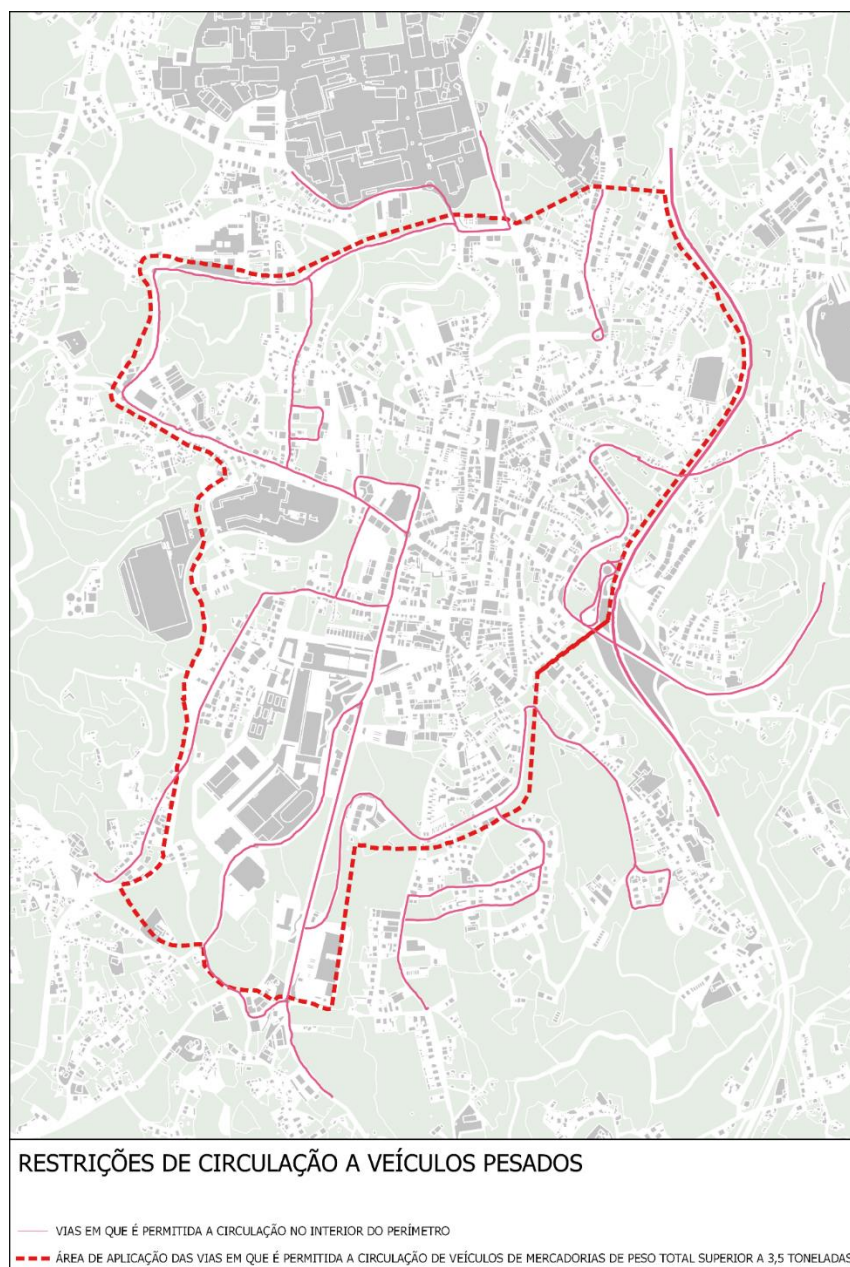 RESTRIÇÕES DE CIRCULAÇÃO A VEÍCULOS PESADOS
VIAS EM QUE É PERMITIDA A CIRCULAÇÃO NO INTERIOR DO PERÍMETRO
ÁREA DE APLICAÇÃO DAS VIAS EM QUE É PERMITIDA A CIRCULAÇÃO DE VEÍCULOS DE MERCADORIAS DE PESO TOTAL SUPERIOR A 3,5 TONELADAS